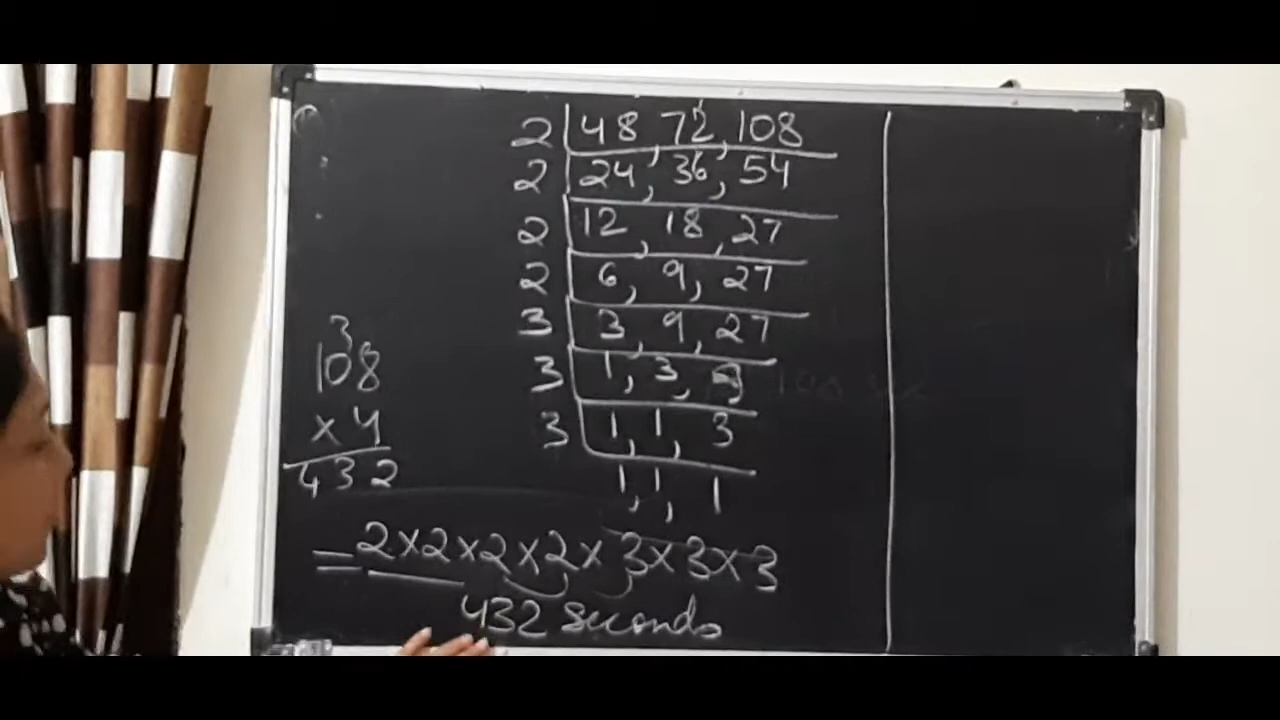 2 48, 72, 108
2 24, 36, 54
2 12, 18, 27
2 6, 9, 27
3 3, 9, 27
3 1, 3, 9
3 1, 1, 3
1, 1, 1
3
108
× 4
432
= 2×2×2×2×3×3×3
432 seconds